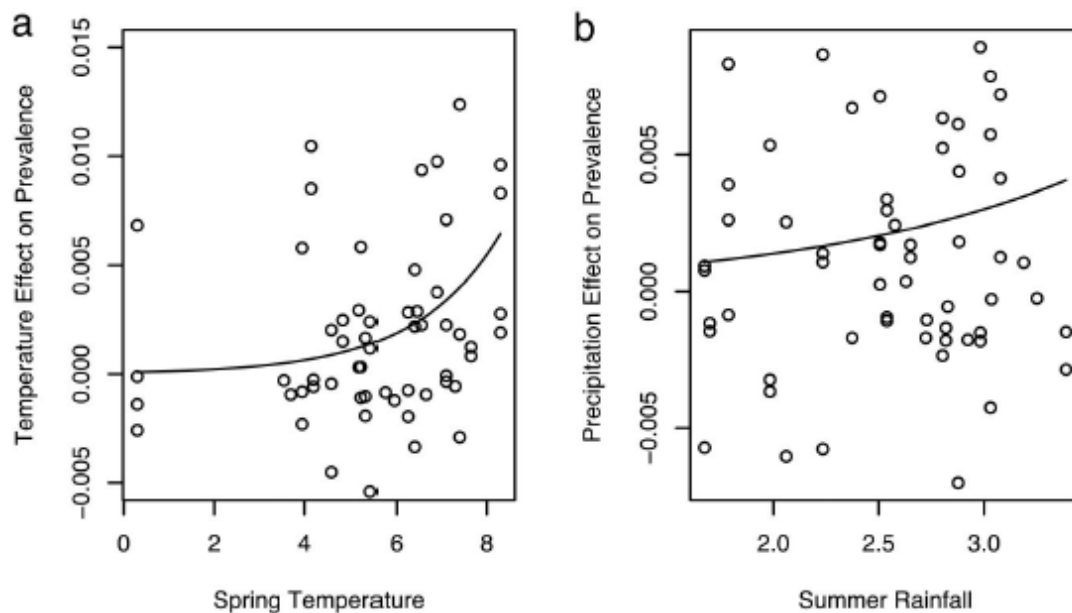 a
Temperature Effect on Prevalence
0.015
0.010
0.005
0.000
−0.005
0
2
4
6
8
Spring Temperature
b
Precipitation Effect on Prevalence
0.005
0.000
−0.005
2.0
2.5
3.0
Summer Rainfall